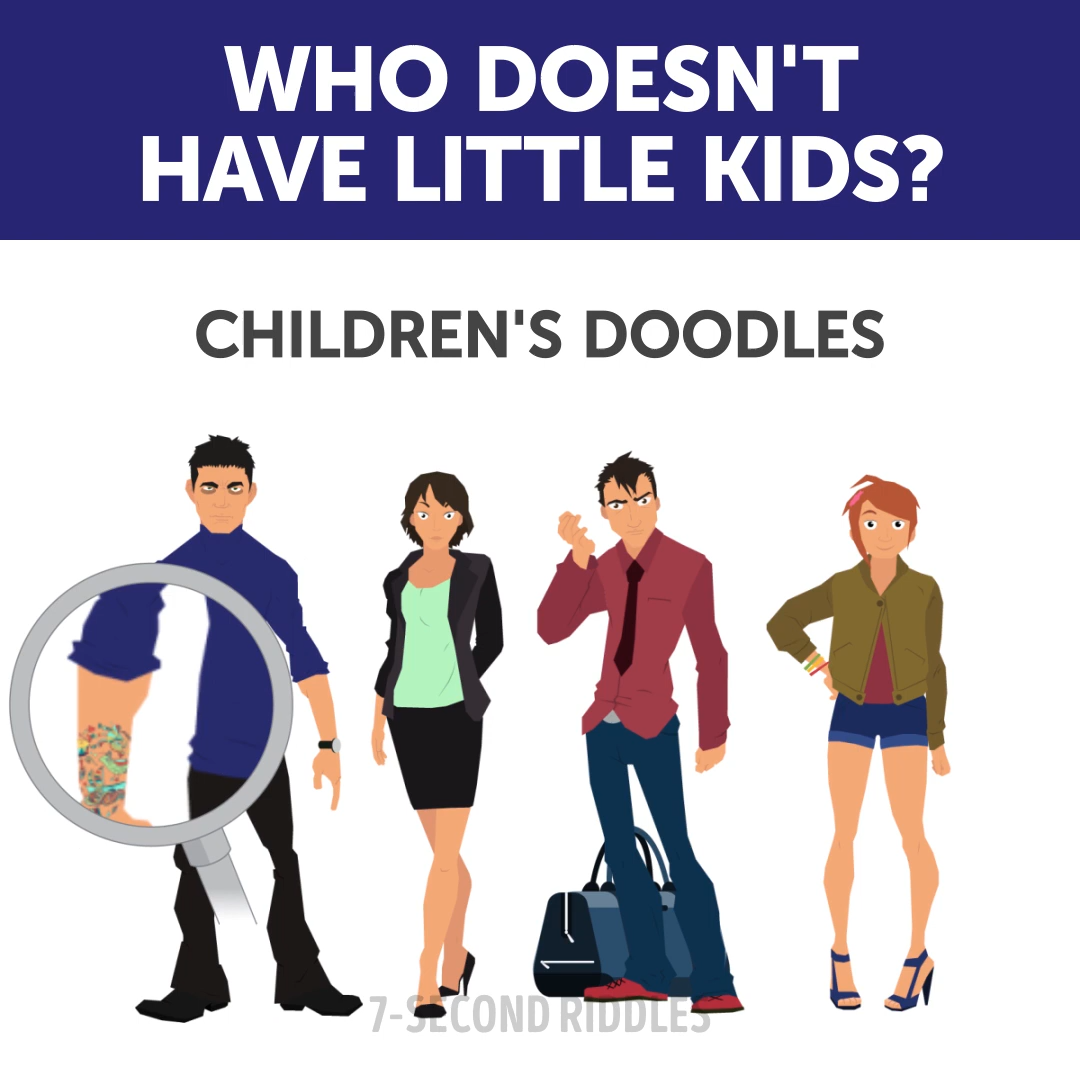 WHO DOESN'T
HAVE LITTLE KIDS?
CHILDREN'S DOODLES
7-SECOND RIDDLES